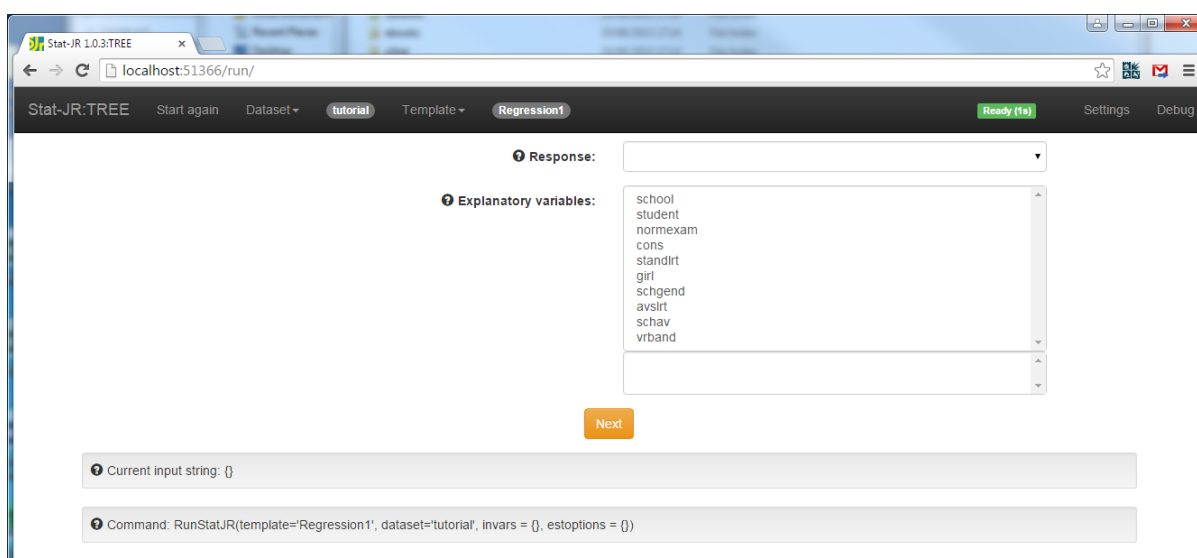 Stat-JR 1.0.3:TREE
localhost:51366/run/
Stat-JR:TREE Start again Dataset tutorial Template Regression1 Ready (1s) Settings Debug
Response:
Explanatory variables:
school
student
normexam
cons
standlrt
girl
schgend
avslrt
schav
vrband
Next
Current input string: {}
Command: RunStatJR(template='Regression1', dataset='tutorial', invars = {}, estoptions = {})